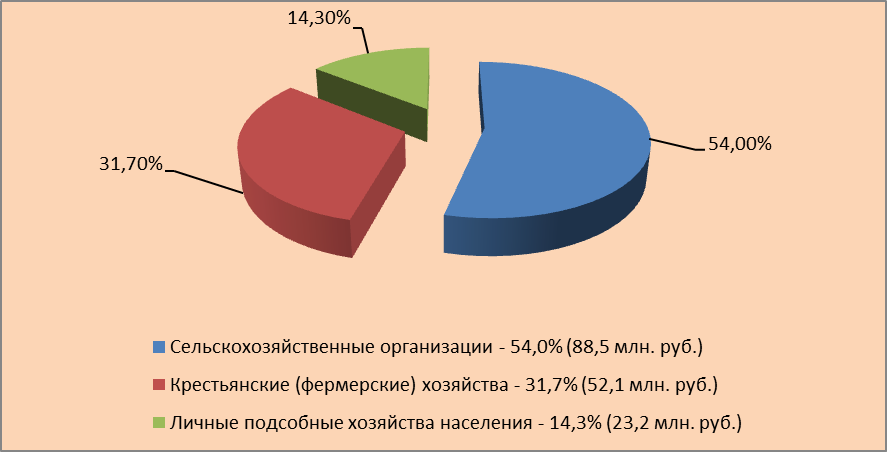 14,30%
54,00%
31,70%
Сельскохозяйственные организации - 54,0% (88,5 млн. руб.)
Крестьянские (фермерские) хозяйства - 31,7% (52,1 млн. руб.)
Личные подсобные хозяйства населения - 14,3% (23,2 млн. руб.)